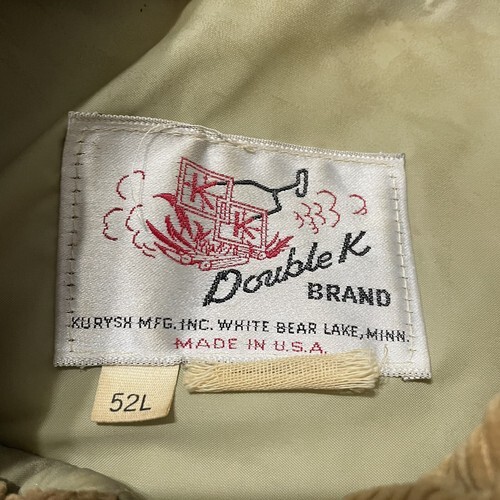 K
K
Double K
BRAND
KURYSH MFG. INC. WHITE BEAR LAKE, MINN.
MADE IN U.S.A.
52L